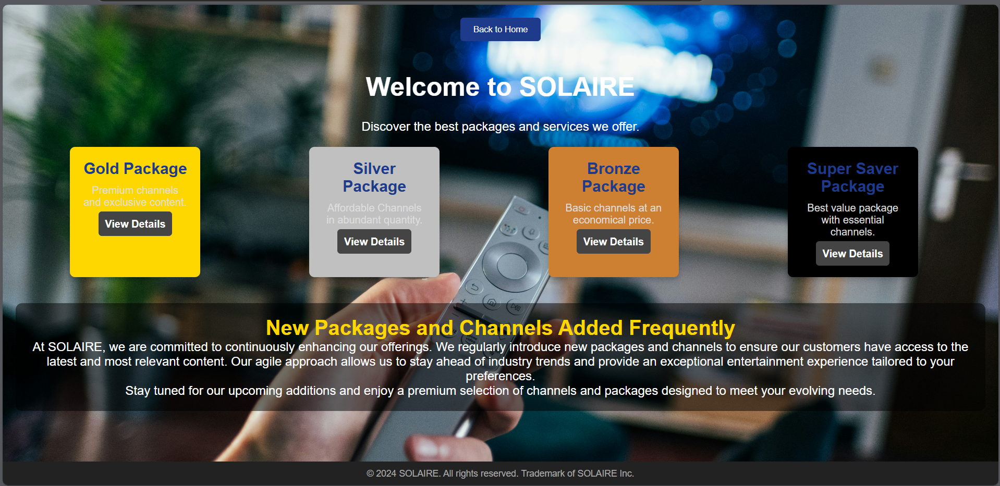 Back to Home
Welcome to SOLAIRE
Discover the best packages and services we offer.
Gold Package
Premium channels
and exclusive content.
View Details
Silver
Package
Affordable Channels
in abundant quantity.
View Details
Bronze
Package
Basic channels at an
economical price.
View Details
Super Saver
Package
Best value package
with essential
channels.
View Details
New Packages and Channels Added Frequently
At SOLAIRE, we are committed to continuously enhancing our offerings. We regularly introduce new packages and channels to ensure our customers have access to the
latest and most relevant content. Our agile approach allows us to stay ahead of industry trends and provide an exceptional entertainment experience tailored to your
preferences.
Stay tuned for our upcoming additions and enjoy a premium selection of channels and packages designed to meet your evolving needs.
© 2024 SOLAIRE. All rights reserved. Trademark of SOLAIRE Inc.